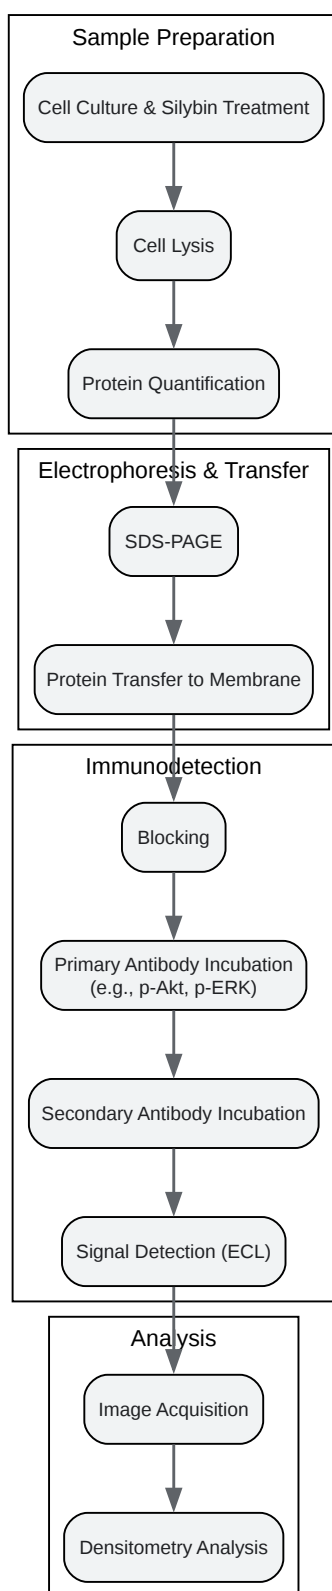 Sample Preparation
Cell Culture & Silybin Treatment
Cell Lysis
Protein Quantification
Electrophoresis & Transfer
SDS-PAGE
Protein Transfer to Membrane
Immunodetection
Blocking
Primary Antibody Incubation
(e.g., p-Akt, p-ERK)
Secondary Antibody Incubation
Signal Detection (ECL)
Analysis
Image Acquisition
Densitometry Analysis